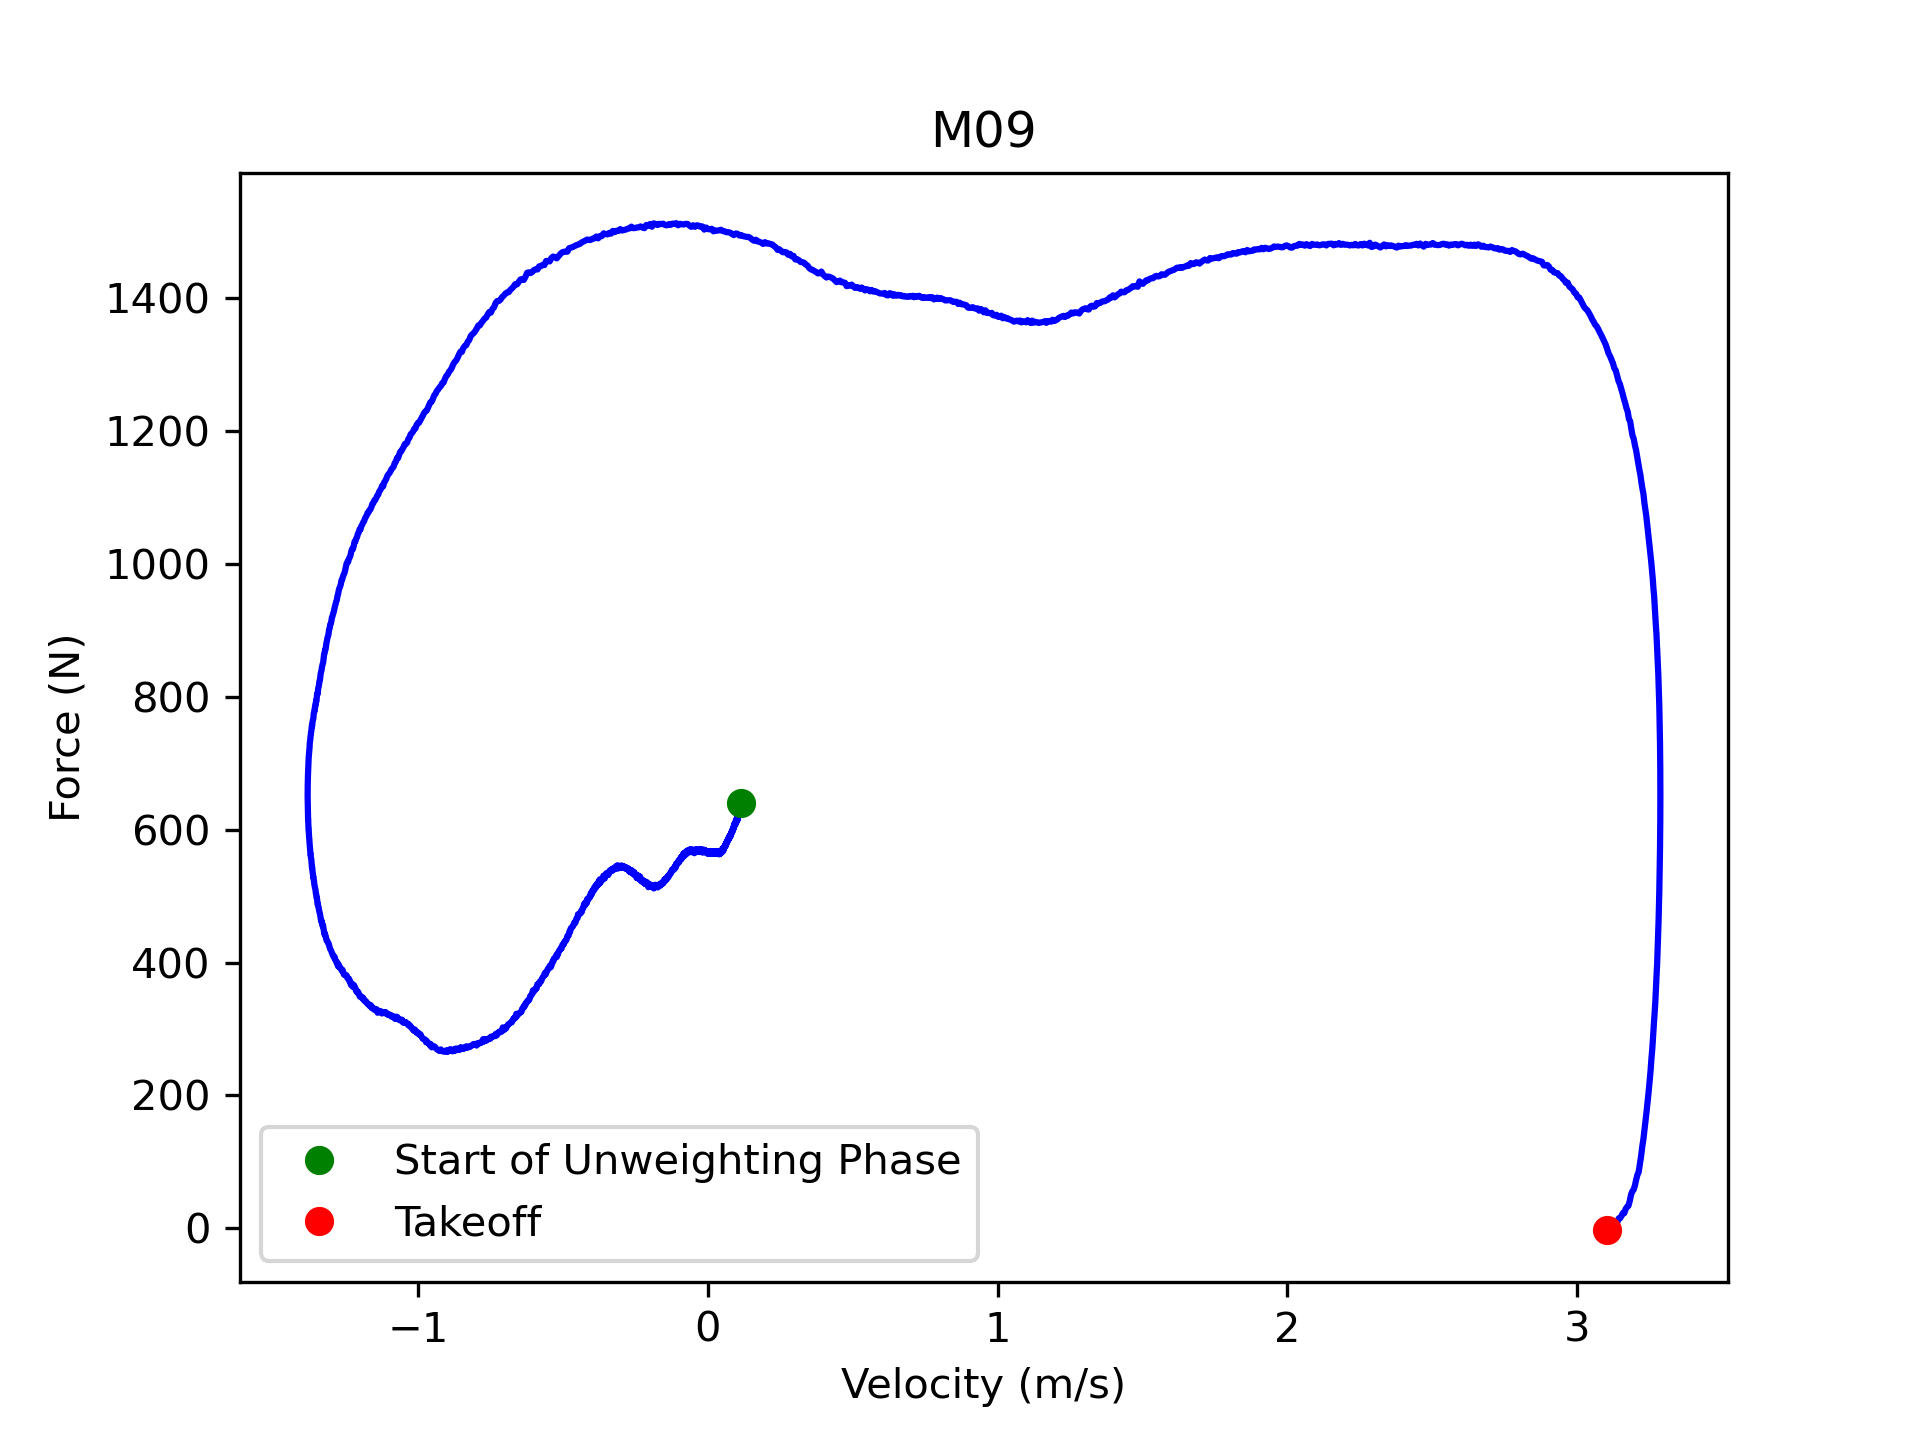 M09
Force (N)
1400
1200
1000
800
600
400
200
0
Start of Unweighting Phase
Takeoff
−1
0
1
2
3
Velocity (m/s)